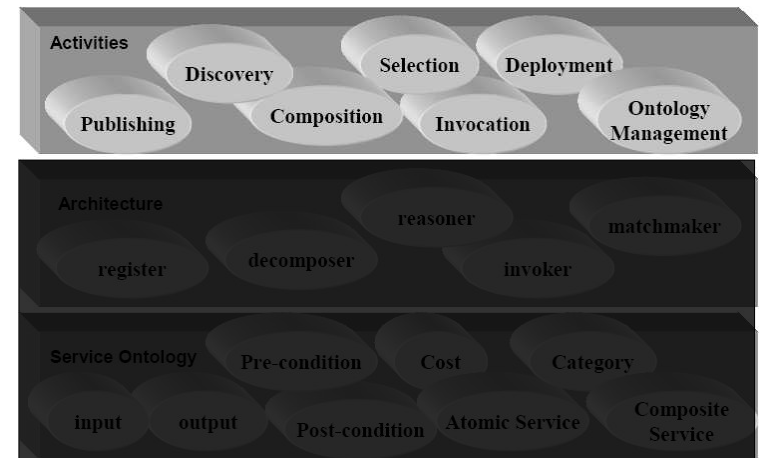 Activities
Discovery
Selection
Deployment
Publishing
Composition
Invocation
Ontology
Management
Architecture
register
decomposer
reasoner
invoker
matchmaker
Service Ontology
Pre-condition
Cost
Category
input
output
Post-condition
Atomic Service
Composite
Service